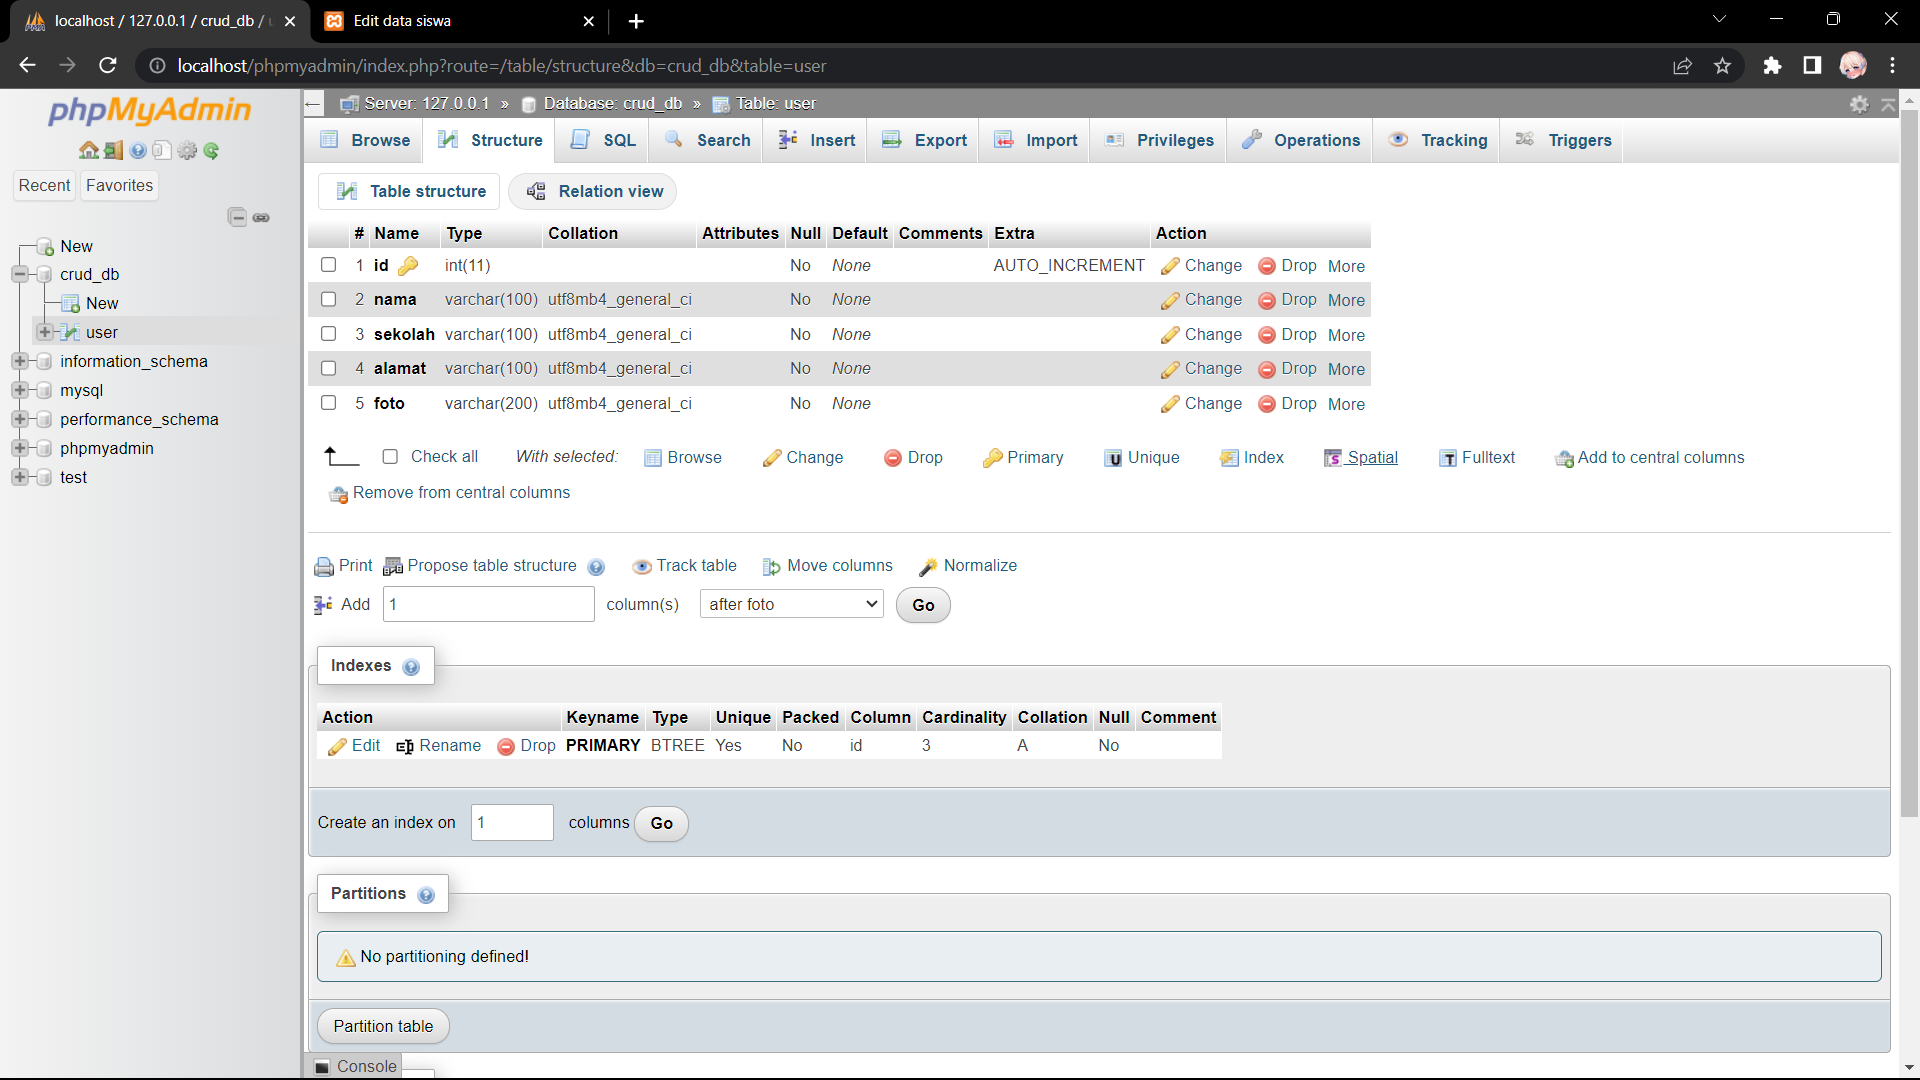 localhost / 127.0.0.1 / crud_db /
Edit data siswa
localhost/phpmyadmin/index.php?route=/table/structure&db=crud_db&table=user
phpMyAdmin
Server: 127.0.0.1 » Database: crud_db » Table: user
Browse Structure SQL Search Insert Export Import Privileges Operations Tracking Triggers
Recent Favorites
New
crud_db
New
user
information_schema
mysql
performance_schema
phpmyadmin
test
Table structure Relation view
# Name Type Collation Attributes Null Default Comments Extra Action
1 id int(11) No None AUTO_INCREMENT Change Drop More
2 nama varchar(100) utf8mb4_general_ci No None Change Drop More
3 sekolah varchar(100) utf8mb4_general_ci No None Change Drop More
4 alamat varchar(100) utf8mb4_general_ci No None Change Drop More
5 foto varchar(200) utf8mb4_general_ci No None Change Drop More
Check all With selected: Browse Change Drop Primary Unique Index Spatial Fulltext Add to central columns
Remove from central columns
Print Propose table structure Track table Move columns Normalize
Add 1 column(s) after foto Go
Indexes
Action Keyname Type Unique Packed Column Cardinality Collation Null Comment
Edit Rename Drop PRIMARY BTREE Yes No id 3 A No
Create an index on 1 columns Go
Partitions
No partitioning defined!
Partition table
Console